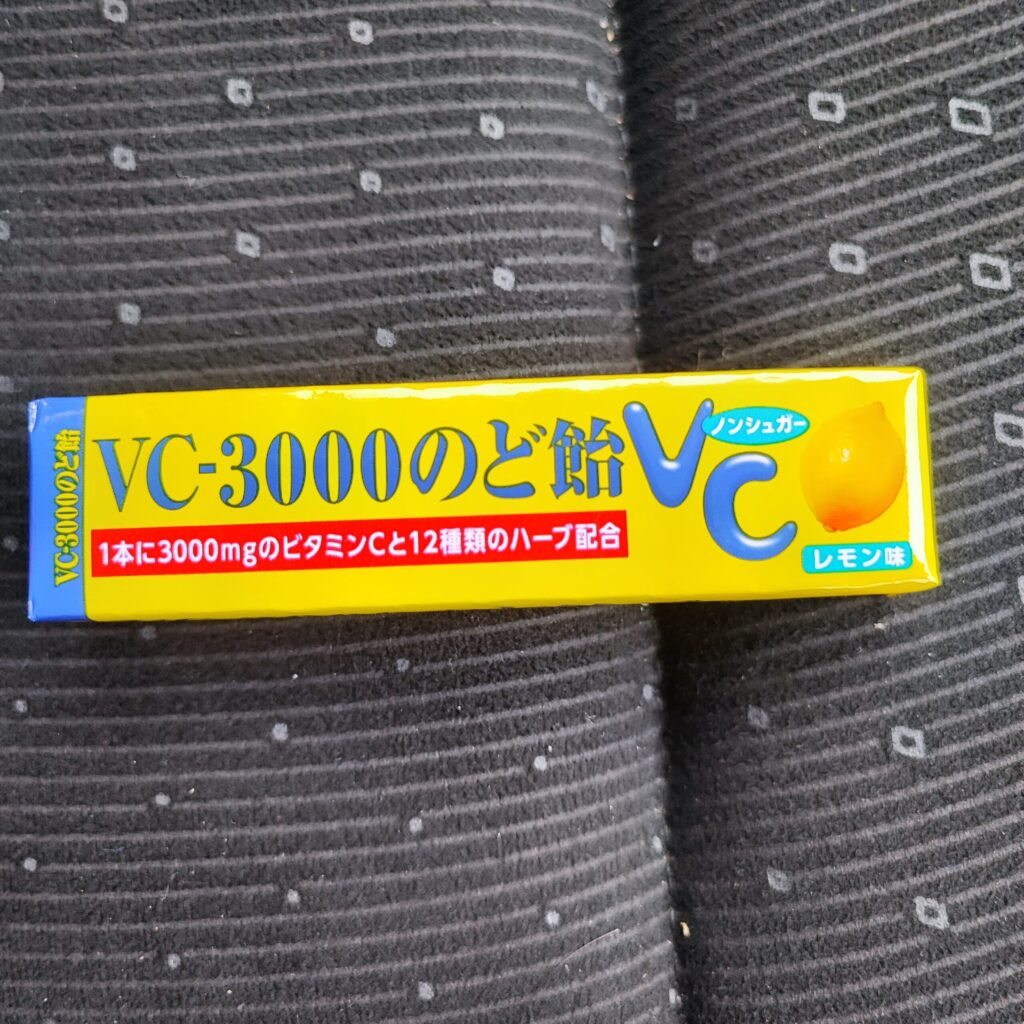 VC-3000のど飴
VC-3000のど飴
1本に3000mgのビタミンCと12種類のハーブ配合
VC
ノンシュガー
レモン味